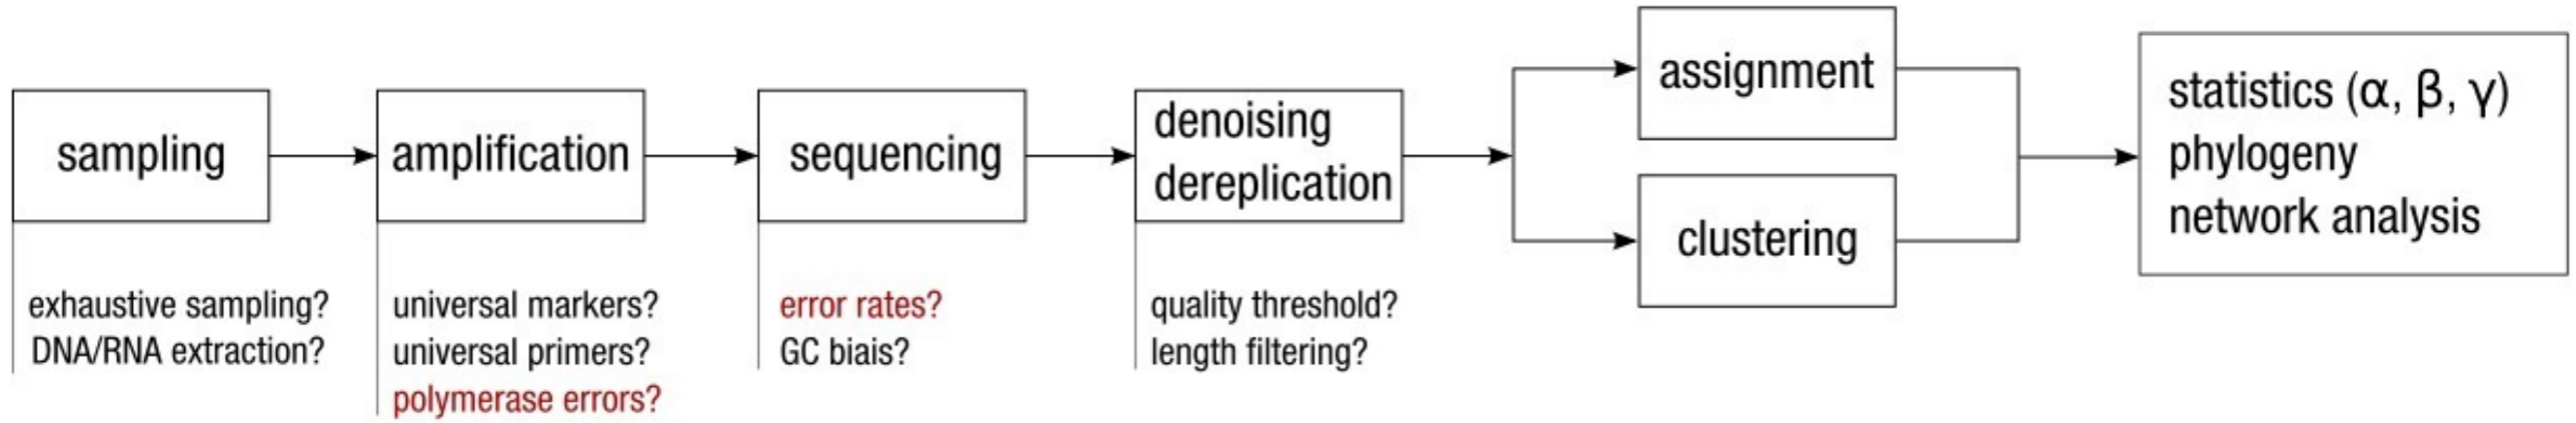 sampling
exhaustive sampling?
DNA/RNA extraction?
amplification
universal markers?
universal primers?
polymerase errors?
sequencing
error rates?
GC biais?
denoising
dereplication
quality threshold?
length filtering?
assignment
clustering
statistics (α, β, γ)
phylogeny
network analysis